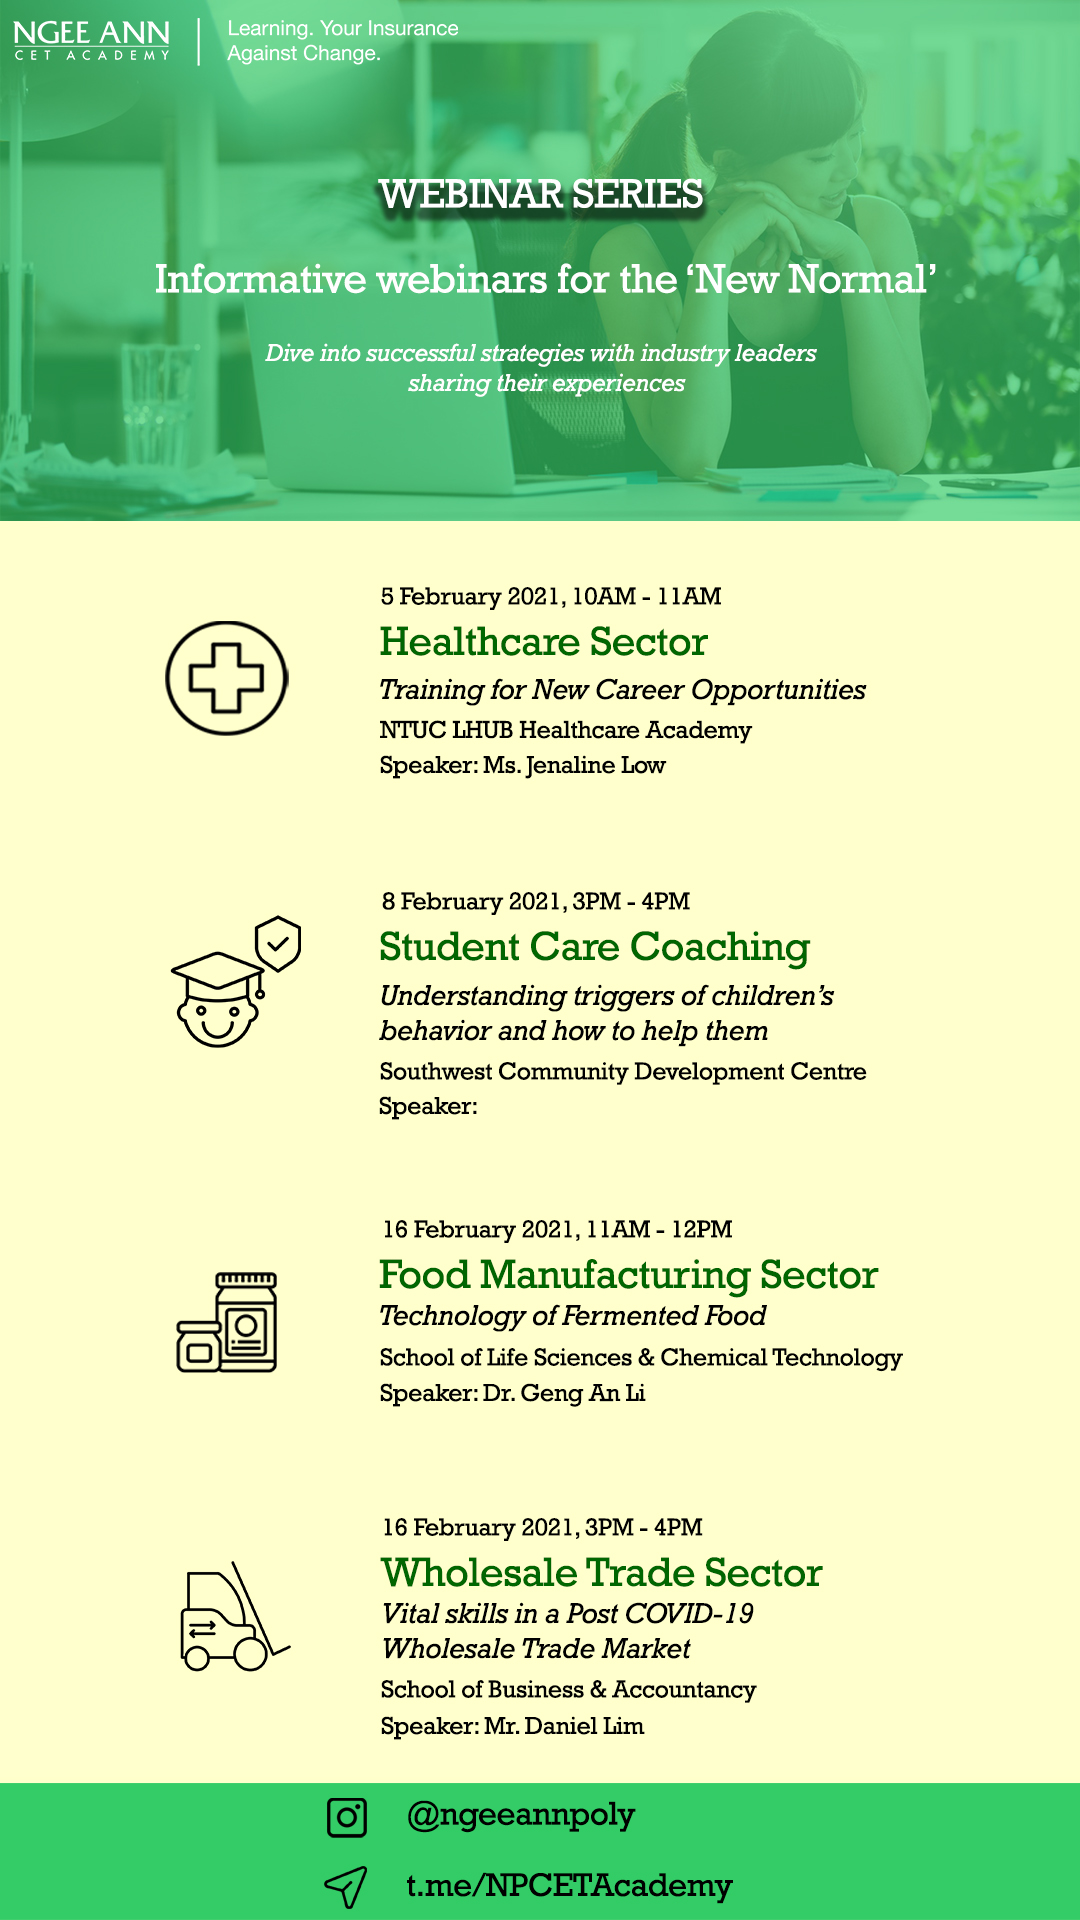 NGEE ANN
CET ACADEMY
Learning. Your Insurance
Against Change.
WEBINAR SERIES
Informative webinars for the ‘New Normal’
Dive into successful strategies with industry leaders
sharing their experiences
5 February 2021, 10AM - 11AM
Healthcare Sector
Training for New Career Opportunities
NTUC LHUB Healthcare Academy
Speaker: Ms. Jenaline Low
8 February 2021, 3PM - 4PM
Student Care Coaching
Understanding triggers of children’s
behavior and how to help them
Southwest Community Development Centre
Speaker:
16 February 2021, 11AM - 12PM
Food Manufacturing Sector
Technology of Fermented Food
School of Life Sciences & Chemical Technology
Speaker: Dr. Geng An Li
16 February 2021, 3PM - 4PM
Wholesale Trade Sector
Vital skills in a Post COVID-19
Wholesale Trade Market
School of Business & Accountancy
Speaker: Mr. Daniel Lim
@ngeeannpoly
t.me/NPCETAcademy